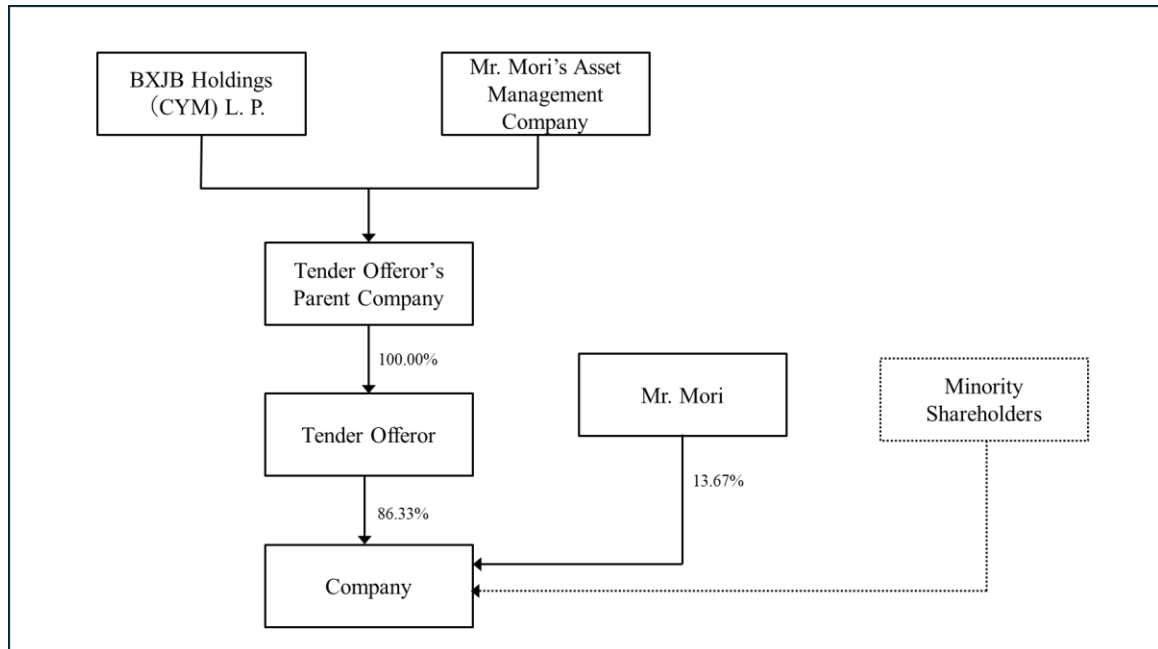 BXJB Holdings
（CYM) L. P.
Mr. Mori’s Asset
Management
Company
Tender Offeror’s
Parent Company
100.00%
Tender Offeror
Mr. Mori
Minority
Shareholders
86.33%
13.67%
Company